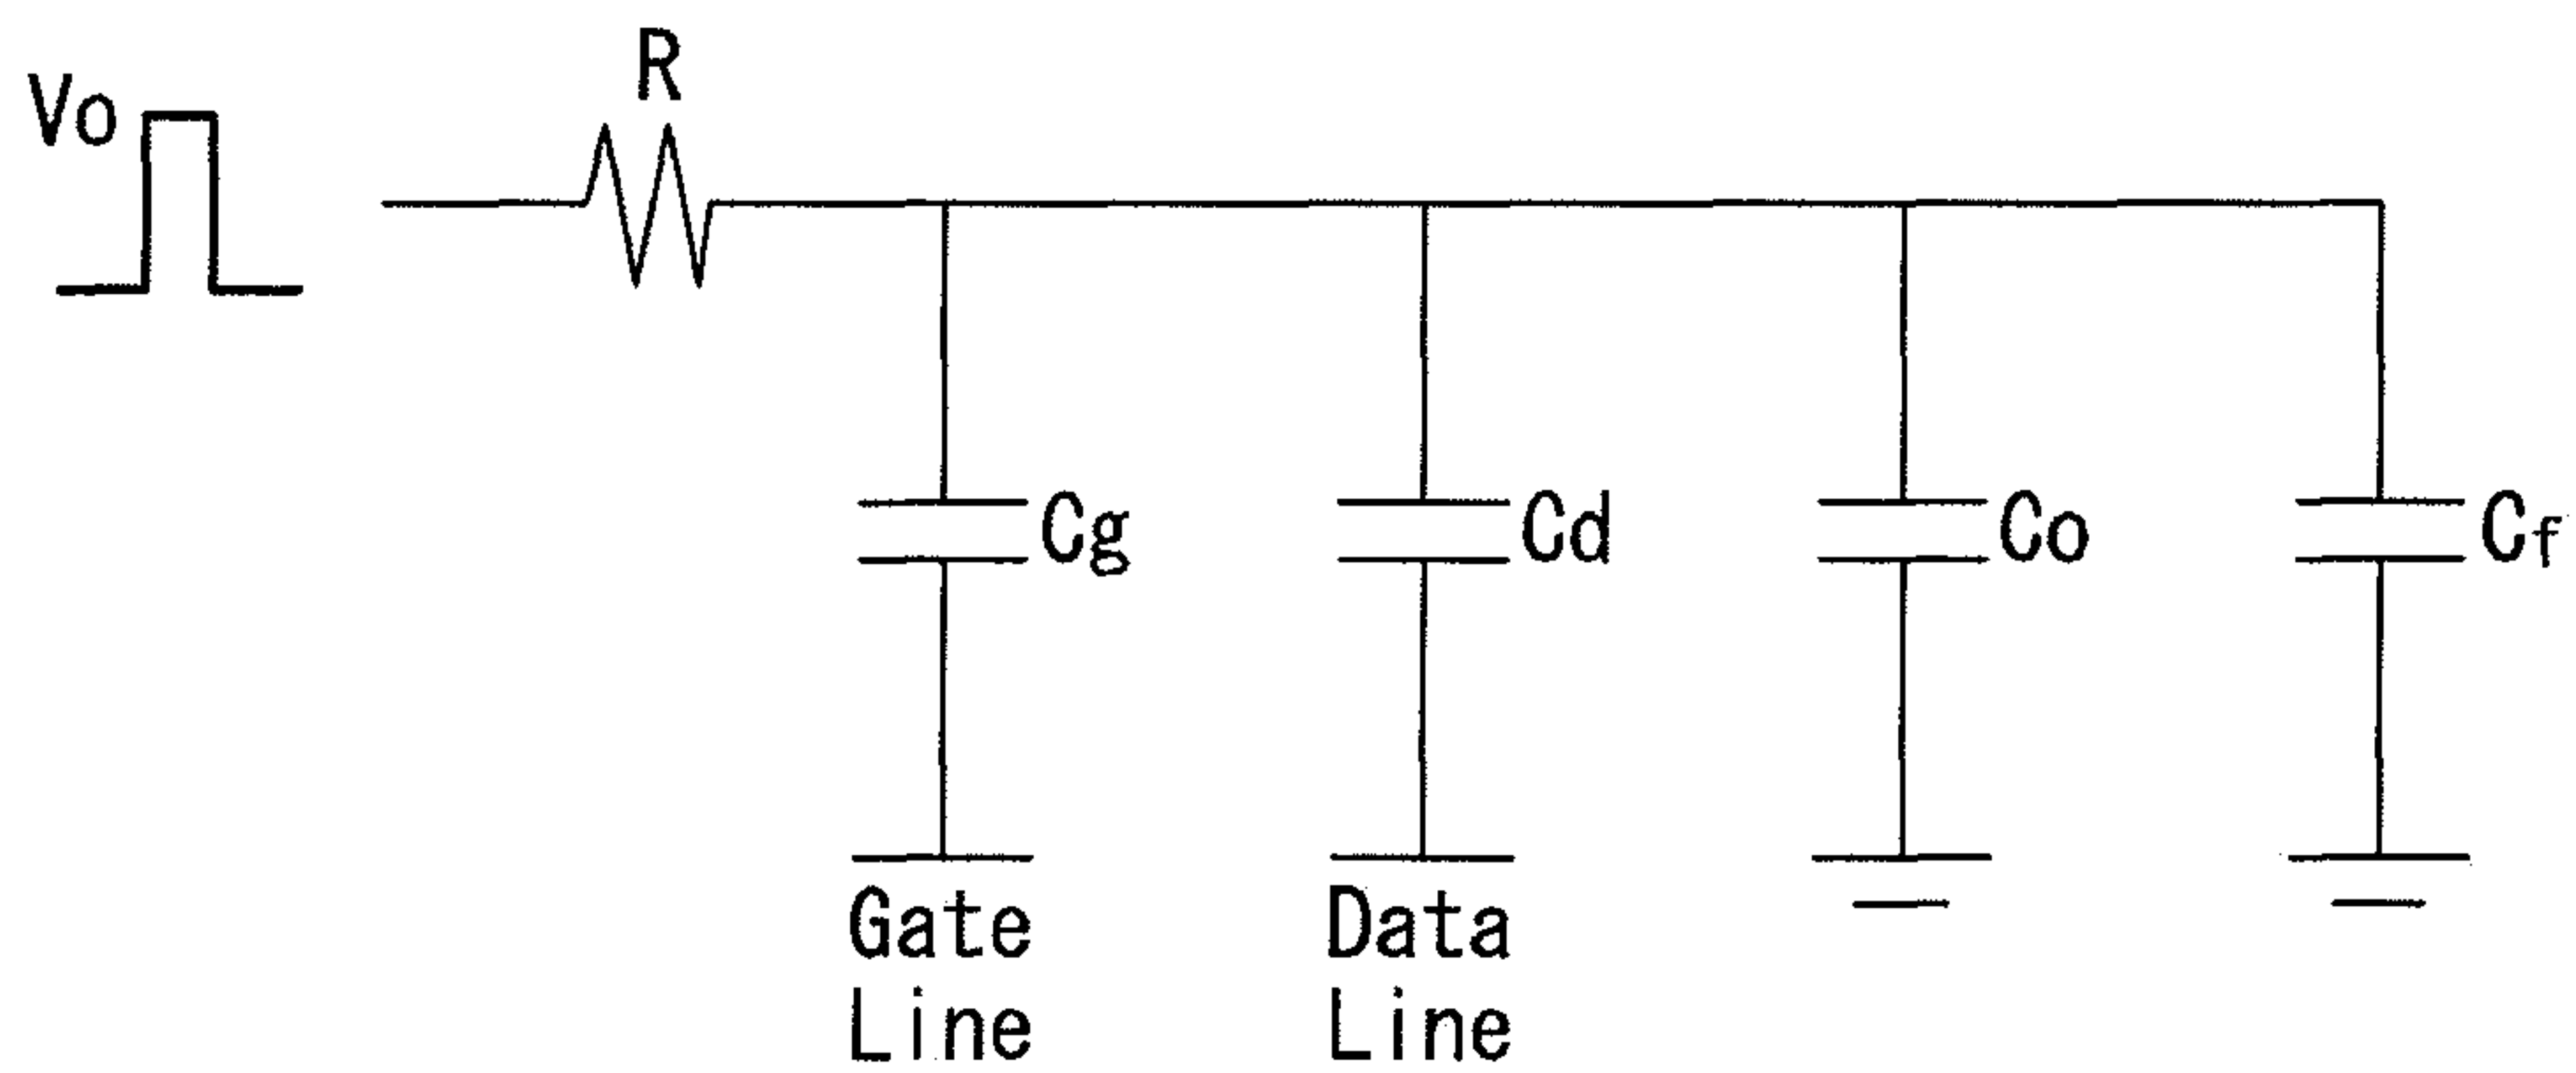 R
Vo
Cg
Cd
Co
Cf
Gate
Line
Data
Line